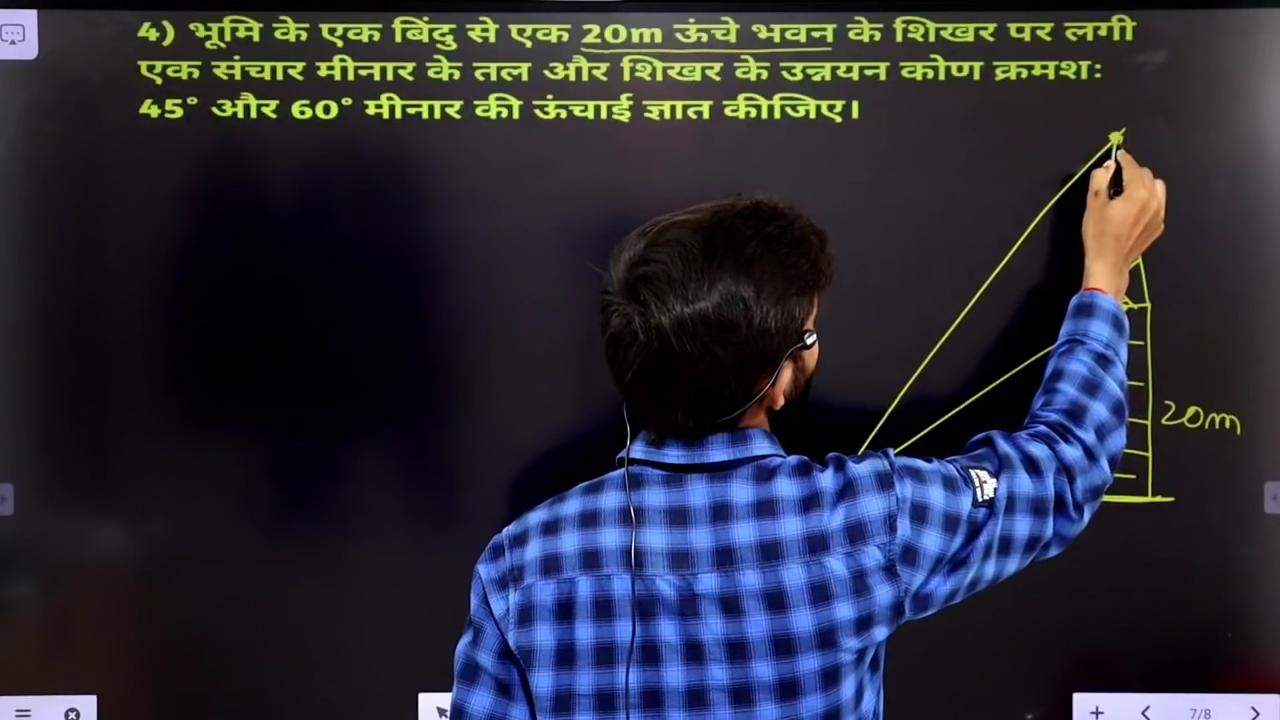 4) भूमि के एक बिंदु से एक 20m ऊंचे भवन के शिखर पर लगी
एक संचार मीनार के तल और शिखर के उन्नयन कोण क्रमशः
45° और 60° मीनार की ऊंचाई ज्ञात कीजिए।
20m
7/8